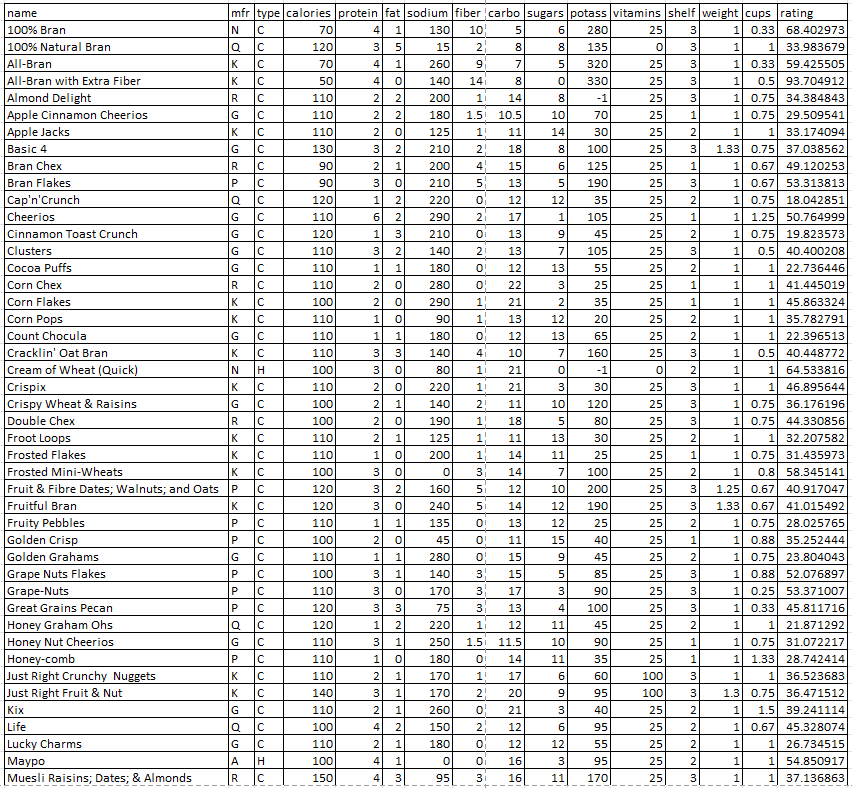 name mfr type calories protein fat sodium fiber carbo sugars potass vitamins shelf weight cups rating
100% Bran N C 70 4 1 130 10 5 6 280 25 3 1 0.33 68.402973
100% Natural Bran Q C 120 3 5 15 2 8 8 135 0 3 1 1 33.983679
All-Bran K C 70 4 1 260 9 7 5 320 25 3 1 0.33 59.425505
All-Bran with Extra Fiber K C 50 4 0 140 14 8 0 330 25 3 1 0.5 93.704912
Almond Delight R C 110 2 2 200 1 14 8 -1 25 3 1 0.75 34.384843
Apple Cinnamon Cheerios G C 110 2 2 180 1.5 10.5 10 70 25 1 1 0.75 29.509541
Apple Jacks K C 110 2 0 125 1 11 14 30 25 2 1 1 33.174094
Basic 4 G C 130 3 2 210 2 18 8 100 25 3 1.33 0.75 37.038562
Bran Chex R C 90 2 1 200 4 15 6 125 25 1 1 0.67 49.120253
Bran Flakes P C 90 3 0 210 5 13 5 190 25 3 1 0.67 53.313813
Cap'n'Crunch Q C 120 1 2 220 0 12 12 35 25 2 1 0.75 18.042851
Cheerios G C 110 6 2 290 2 17 1 105 25 1 1 1.25 50.764999
Cinnamon Toast Crunch G C 120 1 3 210 0 13 9 45 25 2 1 0.75 19.823573
Clusters G C 110 3 2 140 2 13 7 105 25 3 1 0.5 40.400208
Cocoa Puffs G C 110 1 1 180 0 12 13 55 25 2 1 1 22.736446
Corn Chex R C 110 2 0 280 0 22 3 25 25 1 1 1 41.445019
Corn Flakes K C 100 2 0 290 1 21 2 35 25 1 1 1 45.863324
Corn Pops K C 110 1 0 90 1 13 12 20 25 2 1 1 35.782791
Count Chocula G C 110 1 1 180 0 12 13 65 25 2 1 1 22.396513
Cracklin' Oat Bran K C 110 3 3 140 4 10 7 160 25 3 1 0.5 40.448772
Cream of Wheat (Quick) N H 100 3 0 80 1 21 0 -1 0 2 1 1 64.533816
Crispix K C 110 2 0 220 1 21 3 30 25 3 1 1 46.895644
Crispy Wheat & Raisins G C 100 2 1 140 2 11 10 120 25 3 1 0.75 36.176196
Double Chex R C 100 2 0 190 1 18 5 80 25 3 1 0.75 44.330856
Froot Loops K C 110 2 1 125 1 11 13 30 25 2 1 1 32.207582
Frosted Flakes K C 110 1 0 200 1 14 11 25 25 1 1 0.75 31.435973
Frosted Mini-Wheats K C 100 3 0 0 3 14 7 100 25 2 1 0.8 58.345141
Fruit & Fibre Dates; Walnuts; and Oats P C 120 3 2 160 5 12 10 200 25 3 1.25 0.67 40.917047
Fruitful Bran K C 120 3 0 240 5 14 12 190 25 3 1.33 0.67 41.015492
Fruity Pebbles P C 110 1 1 135 0 13 12 25 25 2 1 0.75 28.025765
Golden Crisp P C 100 2 0 45 0 11 15 40 25 1 1 0.88 35.252444
Golden Grahams G C 110 1 1 280 0 15 9 45 25 2 1 0.75 23.804043
Grape Nuts Flakes P C 100 3 1 140 3 15 5 85 25 3 1 0.88 52.076897
Grape-Nuts P C 110 3 0 170 3 17 3 90 25 3 1 0.25 53.371007
Great Grains Pecan P C 120 3 3 75 3 13 4 100 25 3 1 0.33 45.811716
Honey Graham Ohs Q C 120 1 2 220 1 12 11 45 25 2 1 1 21.871292
Honey Nut Cheerios G C 110 3 1 250 1.5 11.5 10 90 25 1 1 0.75 31.072217
Honey-comb P C 110 1 0 180 0 14 11 35 25 1 1 1.33 28.742414
Just Right Crunchy  Nuggets K C 110 2 1 170 1 17 6 60 100 3 1 1 36.523683
Just Right Fruit & Nut K C 140 3 1 170 2 20 9 95 100 3 1.3 0.75 36.471512
Kix G C 110 2 1 260 0 21 3 40 25 2 1 1.5 39.241114
Life Q C 100 4 2 150 2 12 6 95 25 2 1 0.67 45.328074
Lucky Charms G C 110 2 1 180 0 12 12 55 25 2 1 1 26.734515
Maypo A H 100 4 1 0 0 16 3 95 25 2 1 1 54.850917
Muesli Raisins; Dates; & Almonds R C 150 4 3 95 3 16 11 170 25 3 1 1 37.136863